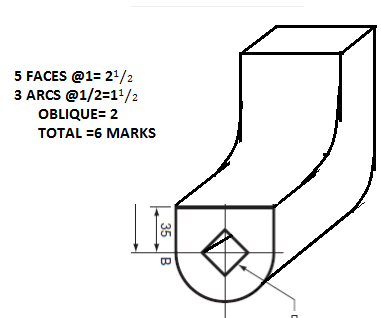 5 FACES @1= 2¹/₂
3 ARCS @1/2=1¹/₂
OBLIQUE= 2
TOTAL =6 MARKS
35
B